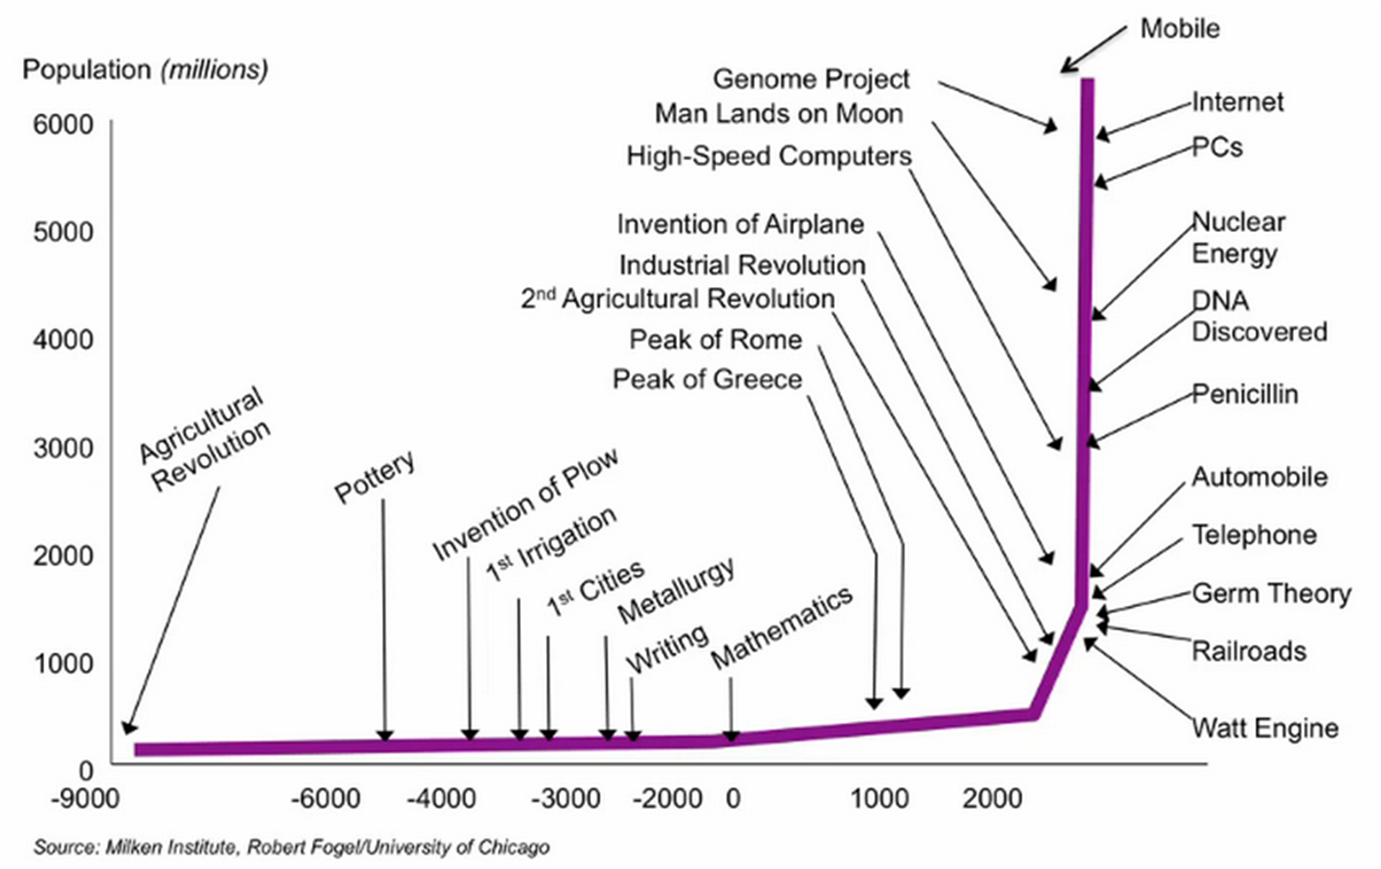 Population (millions)
6000
5000
4000
3000
2000
1000
0
-9000
-6000
-4000
-3000
-2000
0
1000
2000
Agricultural
Revolution
Pottery
Invention of Plow
1st Irrigation
1st Cities
Metallurgy
Writing
Mathematics
Peak of Greece
Peak of Rome
2nd Agricultural Revolution
Industrial Revolution
Invention of Airplane
High-Speed Computers
Man Lands on Moon
Genome Project
Mobile
Internet
PCs
Nuclear
Energy
DNA
Discovered
Penicillin
Automobile
Telephone
Germ Theory
Railroads
Watt Engine
Source: Milken Institute, Robert Fogel/University of Chicago